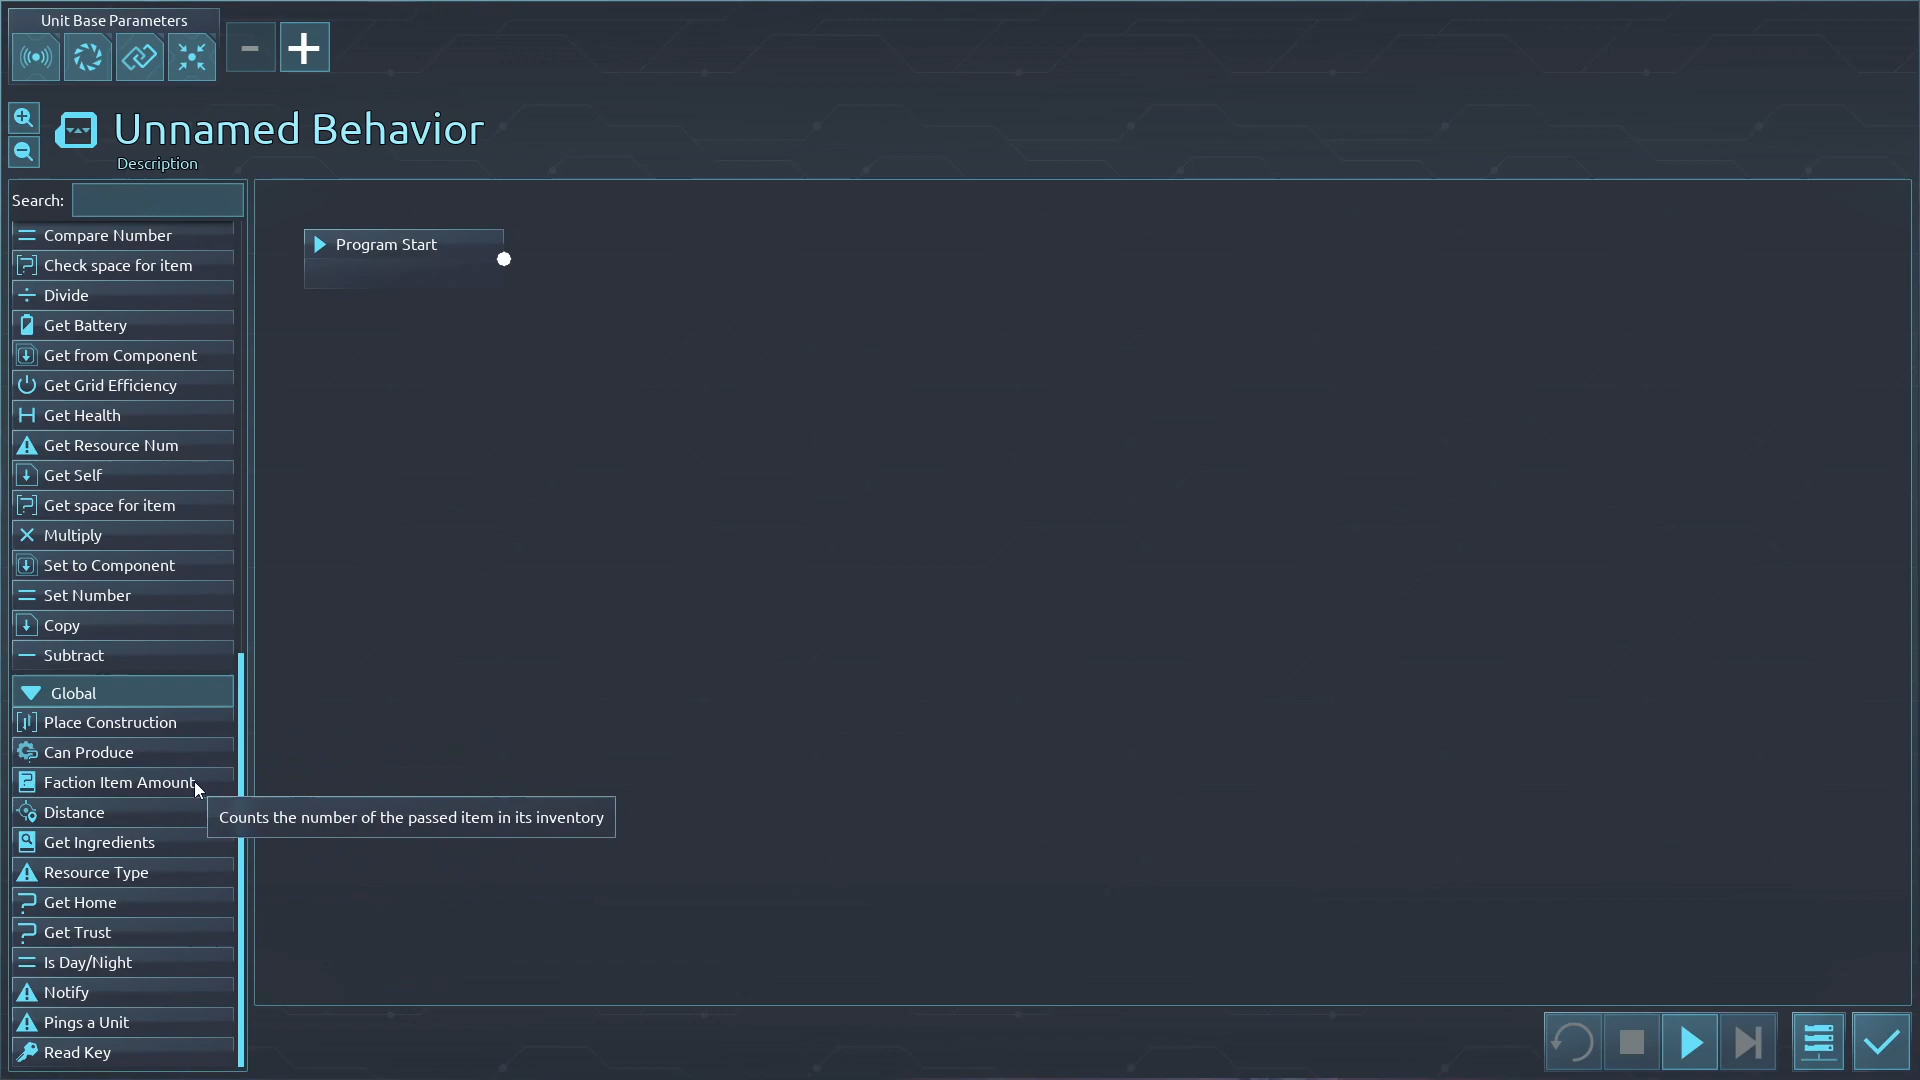 Unit Base Parameters
Unnamed Behavior
Description
Search:
Compare Number
Check space for item
Divide
Get Battery
Get from Component
Get Grid Efficiency
Get Health
Get Resource Num
Get Self
Get space for item
Multiply
Set to Component
Set Number
Copy
Subtract
Global
Place Construction
Can Produce
Faction Item Amount
Distance
Counts the number of the passed item in its inventory
Get Ingredients
Resource Type
Get Home
Get Trust
Is Day/Night
Notify
Pings a Unit
Read Key
Program Start